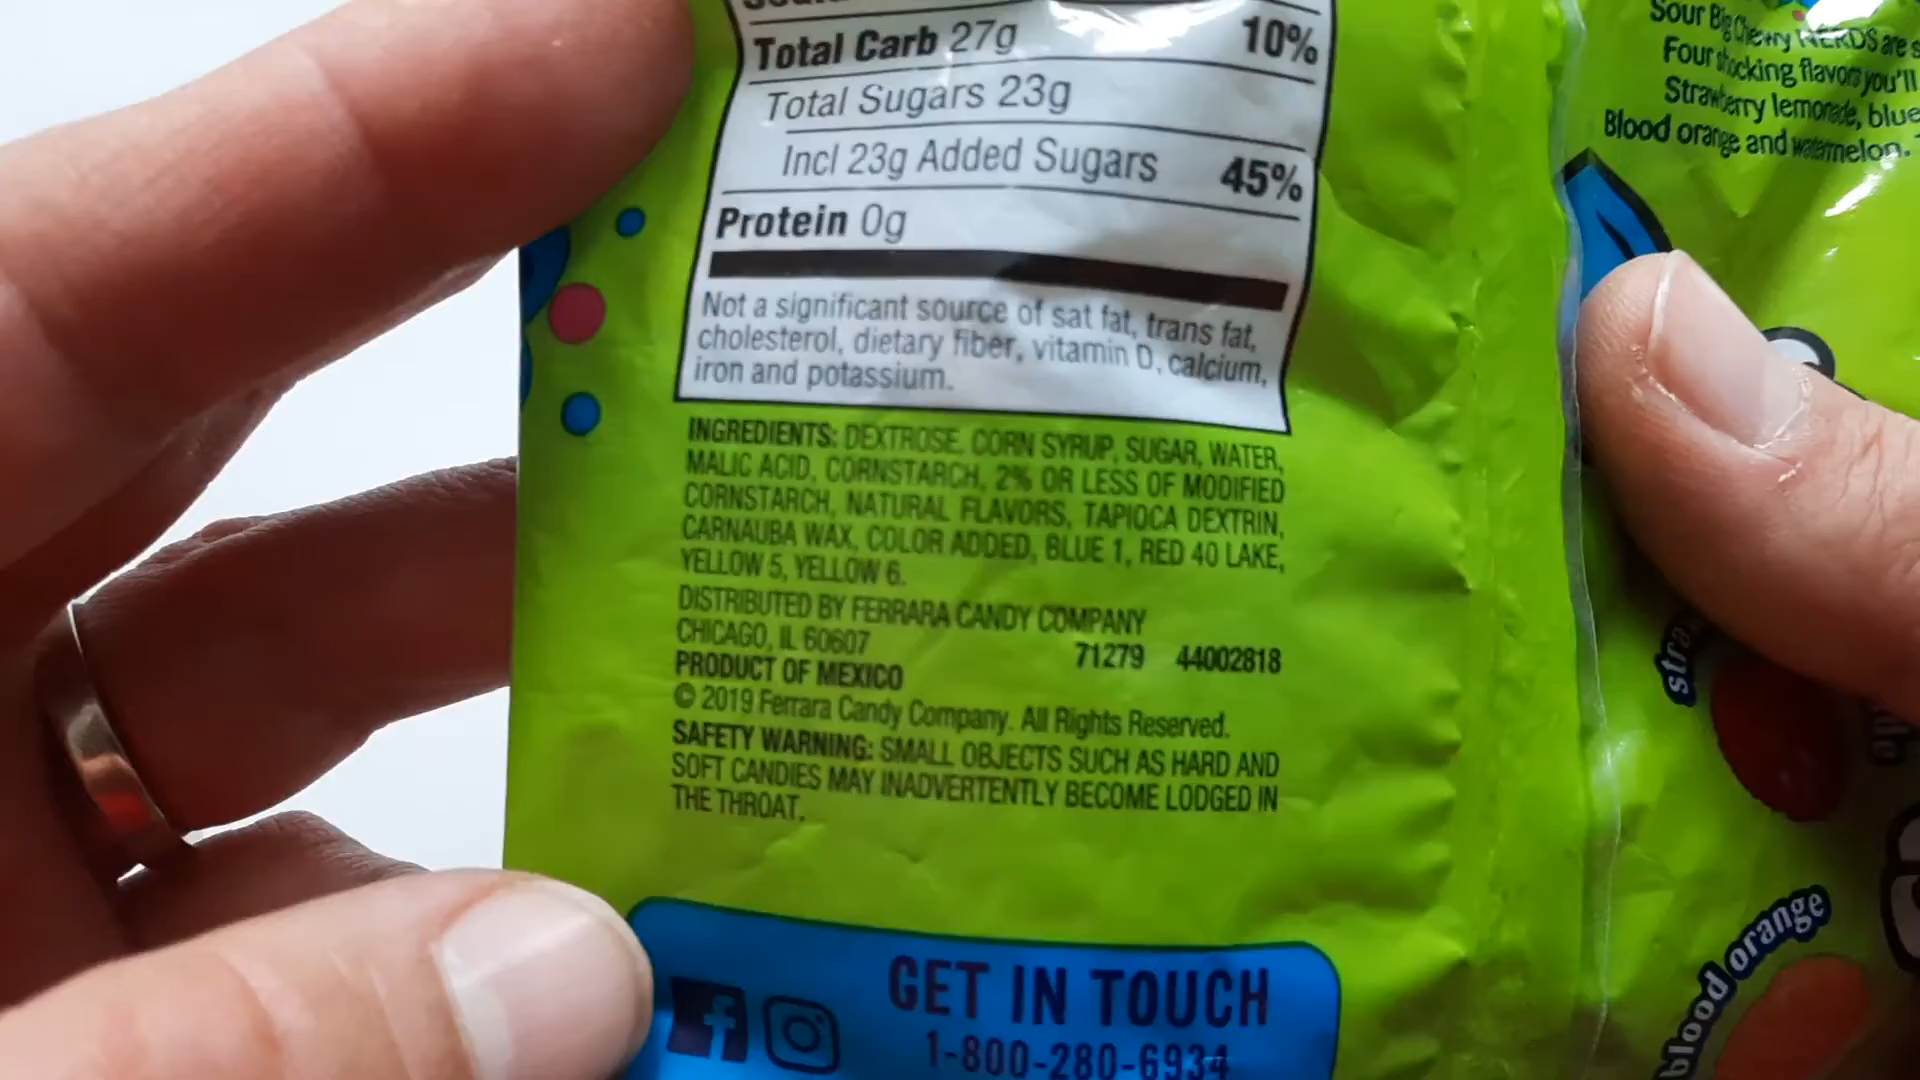 Total Carb 27g 10%
Total Sugars 23g
Incl 23g Added Sugars 45%
Protein 0g
Not a significant source of sat fat, trans fat,
cholesterol, dietary fiber, vitamin D, calcium,
iron and potassium.
INGREDIENTS: DEXTROSE, CORN SYRUP, SUGAR, WATER,
MALIC ACID, CORNSTARCH, 2% OR LESS OF MODIFIED
CORNSTARCH, NATURAL FLAVORS, TAPIOCA DEXTRIN,
CARNAUBA WAX, COLOR ADDED, BLUE 1, RED 40 LAKE,
YELLOW 5, YELLOW 6.
DISTRIBUTED BY FERRARA CANDY COMPANY
CHICAGO, IL 60607 71279 44002818
PRODUCT OF MEXICO
© 2019 Ferrara Candy Company. All Rights Reserved.
SAFETY WARNING: SMALL OBJECTS SUCH AS HARD AND
SOFT CANDIES MAY INADVERTENTLY BECOME LODGED IN
THE THROAT.
GET IN TOUCH
1-800-280-6934
Sour Big Chewy NERDS are
Four shocking flavors you'll
Strawberry lemonade, blue
Blood orange and watermelon.
stra
blood orange